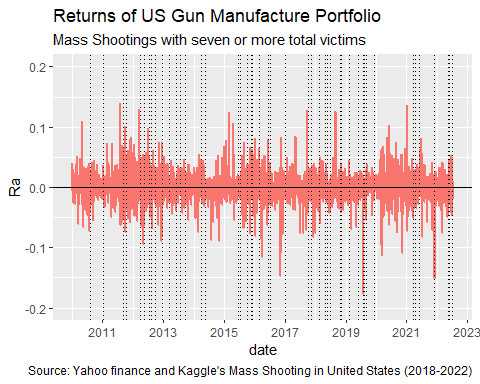 Returns of US Gun Manufacture Portfolio
Mass Shootings with seven or more total victims
0.2
0.1
0.0
-0.1
-0.2
Ra
2011 2013 2015 2017 2019 2021 2023
date
Source: Yahoo finance and Kaggle's Mass Shooting in United States (2018-2022)